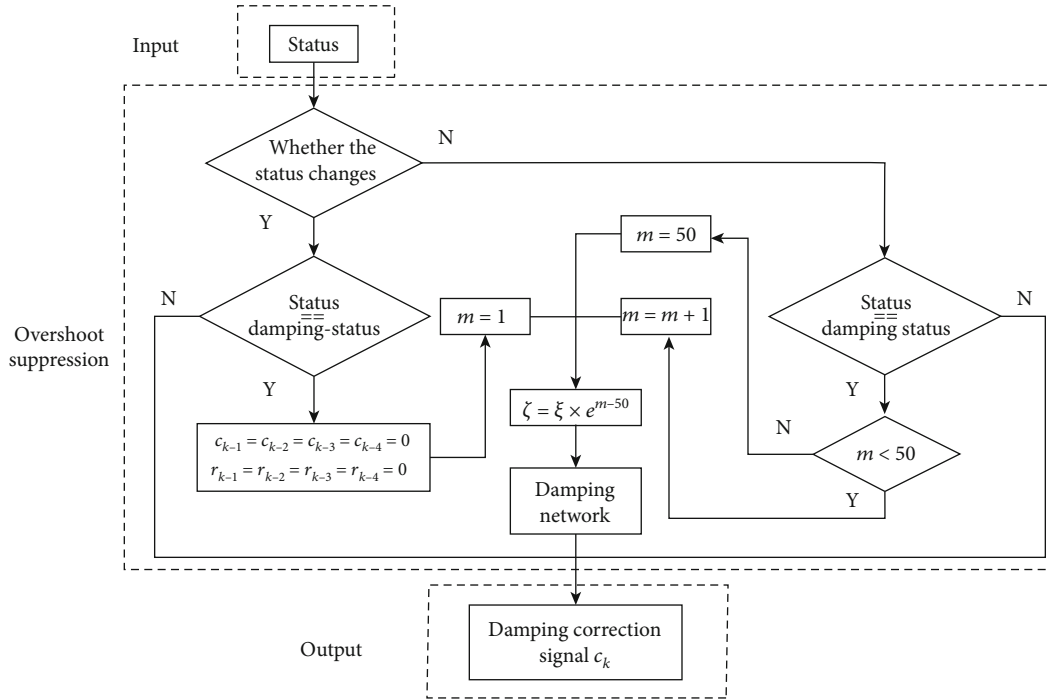 Input
Status
Whether the
status changes
N
Y
m = 50
N
Status
==
damping-status
m = 1
m = m + 1
Status
==
damping status
N
Overshoot
suppression
Y
Y
ζ = ξ × e^{m–50}
N
c_{k–1} = c_{k–2} = c_{k–3} = c_{k–4} = 0
r_{k–1} = r_{k–2} = r_{k–3} = r_{k–4} = 0
m < 50
Damping
network
Y
Damping correction
signal c_k
Output